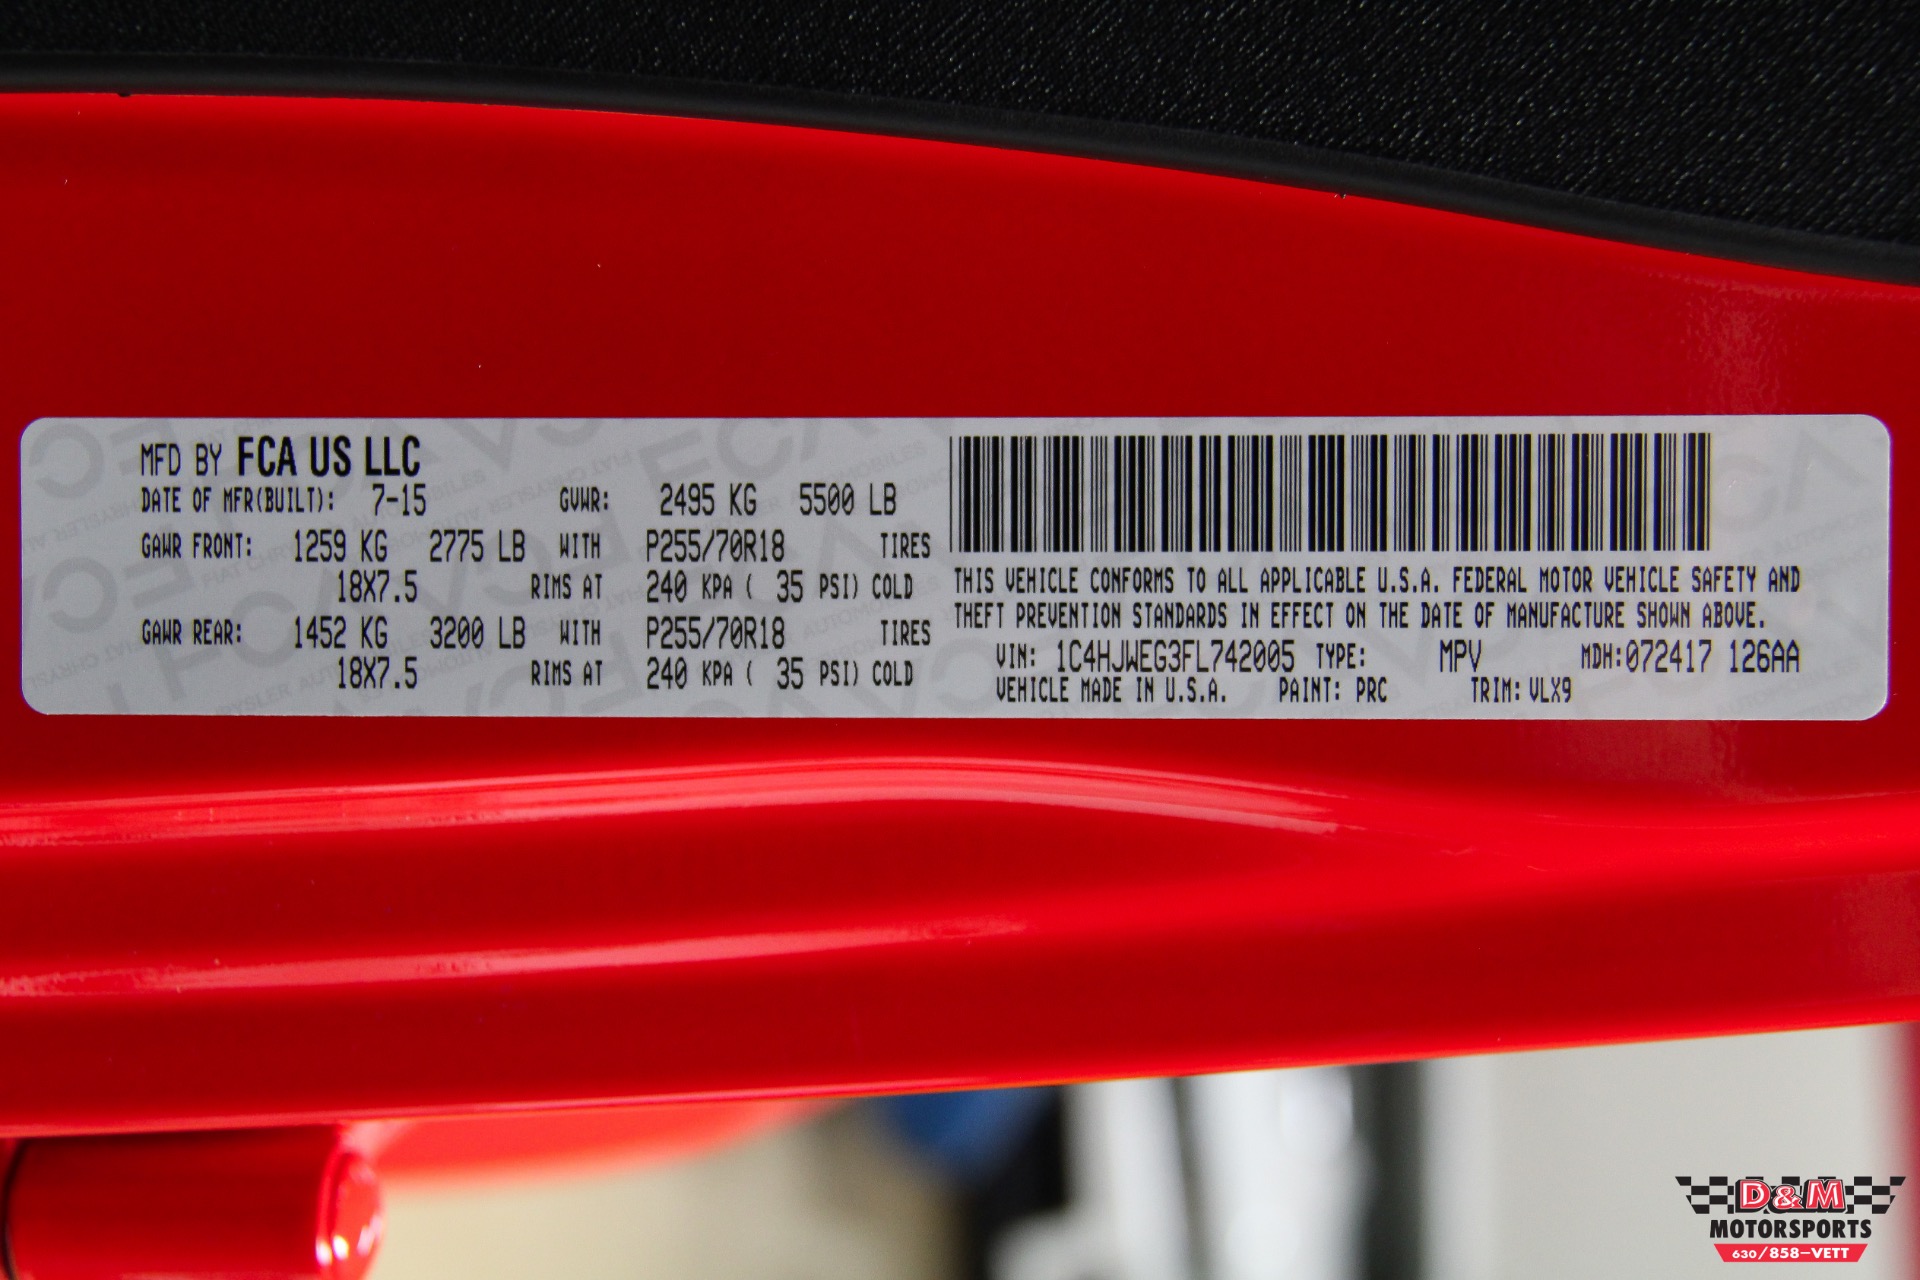 MFD BY FCA US LLC
DATE OF MFR(BUILT): 7-15 GVWR: 2495 KG 5500 LB
GAWR FRONT: 1259 KG 2775 LB WITH P255/70R18 TIRES
18X7.5 RIMS AT 240 KPA ( 35 PSI) COLD
GAWR REAR: 1452 KG 3200 LB WITH P255/70R18 TIRES
18X7.5 RIMS AT 240 KPA ( 35 PSI) COLD
THIS VEHICLE CONFORMS TO ALL APPLICABLE U.S.A. FEDERAL MOTOR VEHICLE SAFETY AND
THEFT PREVENTION STANDARDS IN EFFECT ON THE DATE OF MANUFACTURE SHOWN ABOVE.
VIN: 1C4HJWEG3FL742005 TYPE: MPV MDH:072417 126AA
VEHICLE MADE IN U.S.A. PAINT: PRC TRIM: VLX9
D&M
MOTORSPORTS
630/858-VETT